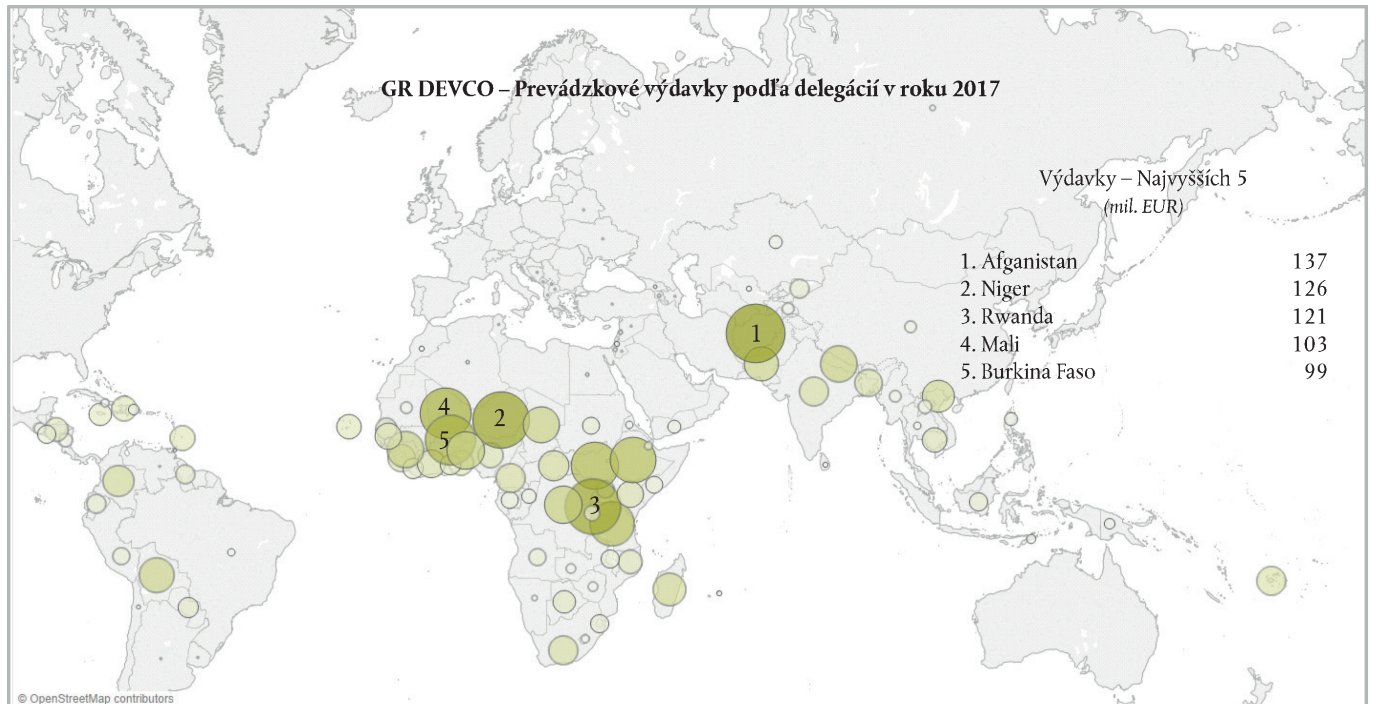 GR DEVCO – Prevádzkové výdavky podľa delegácií v roku 2017
Výdavky – Najvyšších 5
(mil. EUR)
1. Afganistan 137
2. Niger 126
3. Rwanda 121
4. Mali 103
5. Burkina Faso 99
1
4
2
5
3
© OpenStreetMap contributors